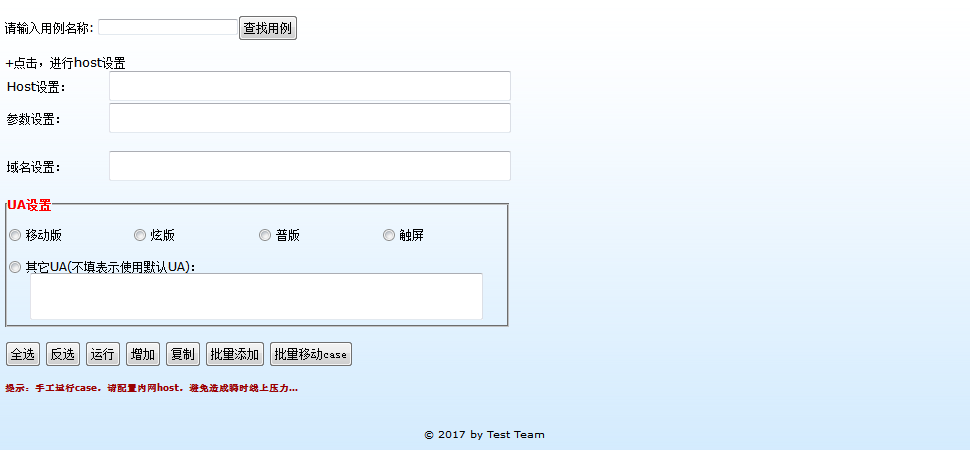 请输入用例名称: 查找用例
+点击，进行host设置
Host设置：
参数设置：
域名设置：
UA设置
移动版 炫版 普版 触屏
其它UA(不填表示使用默认UA)：
全选 反选 运行 增加 复制 批量添加 批量移动case
提示：手工运行case，请配置内网host，避免造成瞬时线上压力...
© 2017 by Test Team